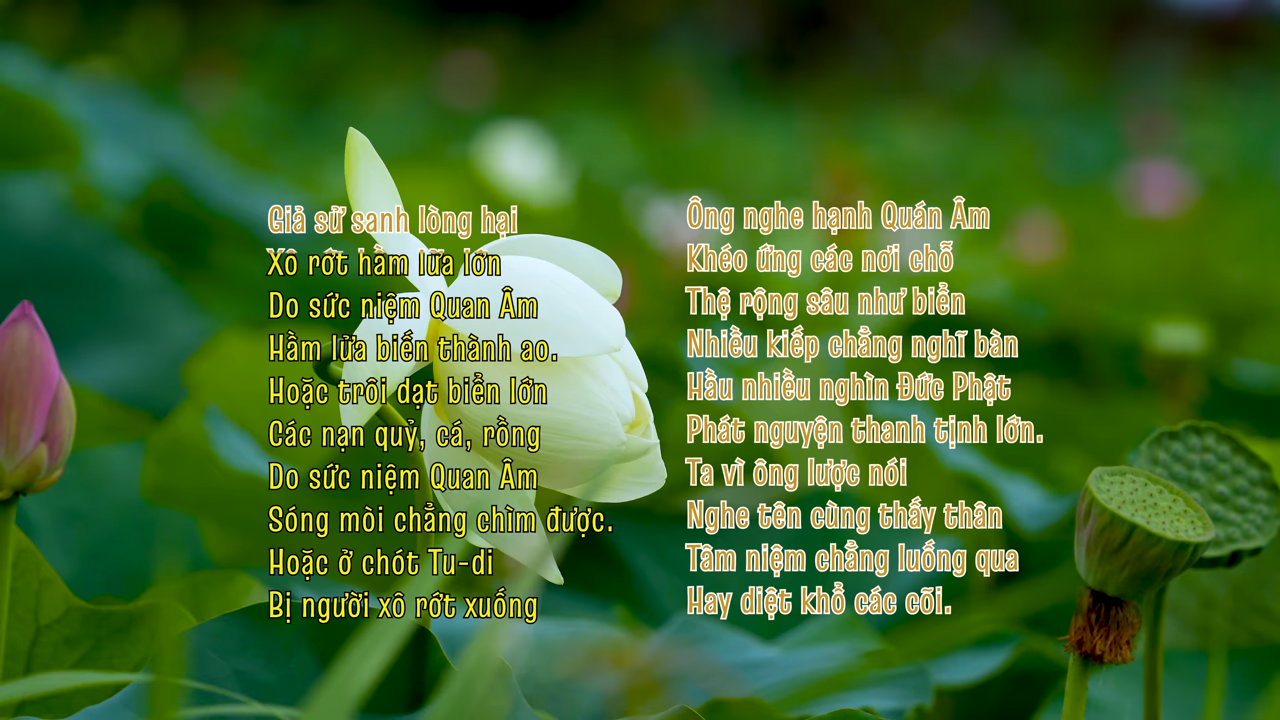 Giả sử sanh lòng hại
Xô rớt hầm lửa lớn
Do sức niệm Quan Âm
Hầm lửa biến thành ao.
Hoặc trôi dạt biển lớn
Các nạn quỷ, cá, rồng
Do sức niệm Quan Âm
Sóng mòi chẳng chìm được.
Hoặc ở chót Tu-di
Bị người xô rớt xuống
Ông nghe hạnh Quán Âm
Khéo ứng các nơi chỗ
Thệ rộng sâu như biển
Nhiều kiếp chẳng nghĩ bàn
Hầu nhiều nghìn Đức Phật
Phát nguyện thanh tịnh lớn.
Ta vì ông lược nói
Nghe tên cùng thấy thân
Tâm niệm chẳng luống qua
Hay diệt khổ các cõi.